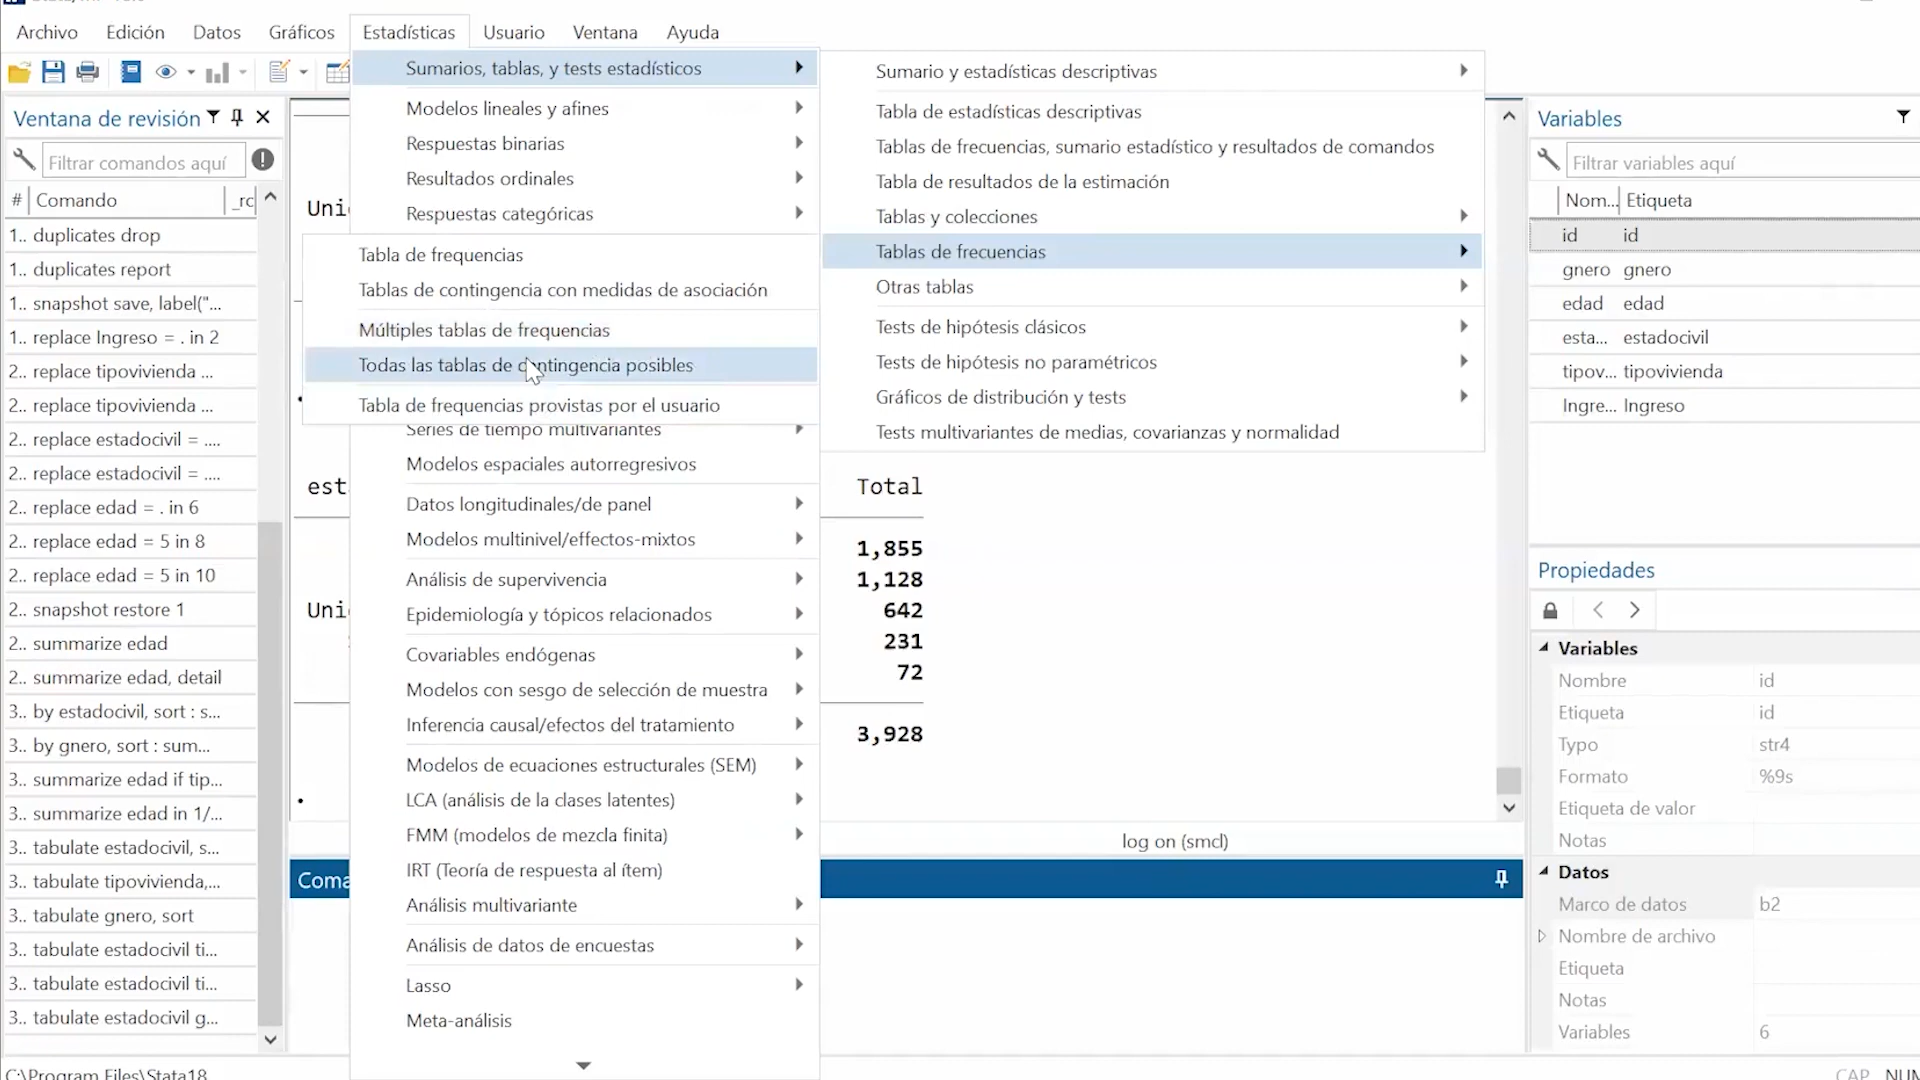 Archivo Edición Datos Gráficos Estadísticas Usuario Ventana Ayuda
Ventana de revisión
Filtrar comandos aquí
# Comando _rc
1.. duplicates drop
1.. duplicates report
1.. snapshot save, label("...
1.. replace Ingreso = . in 2
2.. replace tipovivienda ...
2.. replace tipovivienda ...
2.. replace estadocivil = ....
2.. replace estadocivil = ....
2.. replace edad = . in 6
2.. replace edad = 5 in 8
2.. replace edad = 5 in 10
2.. snapshot restore 1
2.. summarize edad
2.. summarize edad, detail
3.. by estadocivil, sort : s...
3.. by gnero, sort : sum...
3.. summarize edad if tip...
3.. summarize edad in 1/...
3.. tabulate estadocivil, s...
3.. tabulate tipovivienda,...
3.. tabulate gnero, sort
3.. tabulate estadocivil ti...
3.. tabulate estadocivil ti...
3.. tabulate estadocivil g...
Sumarios, tablas, y tests estadísticos
Modelos lineales y afines
Respuestas binarias
Resultados ordinales
Respuestas categóricas
Tabla de frequencias
Tablas de contingencia con medidas de asociación
Múltiples tablas de frequencias
Todas las tablas de contingencia posibles
Tabla de frequencias provistas por el usuario
Series de tiempo multivariantes
Modelos espaciales autorregresivos
Datos longitudinales/de panel
Modelos multinivel/efectos-mixtos
Análisis de supervivencia
Epidemiología y tópicos relacionados
Covariables endógenas
Modelos con sesgo de selección de muestra
Inferencia causal/efectos del tratamiento
Modelos de ecuaciones estructurales (SEM)
LCA (análisis de la clases latentes)
FMM (modelos de mezcla finita)
IRT (Teoría de respuesta al ítem)
Análisis multivariante
Análisis de datos de encuestas
Lasso
Meta-análisis
Sumario y estadísticas descriptivas
Tabla de estadísticas descriptivas
Tablas de frecuencias, sumario estadístico y resultados de comandos
Tabla de resultados de la estimación
Tablas y colecciones
Tablas de frecuencias
Otras tablas
Tests de hipótesis clásicos
Tests de hipótesis no paramétricos
Gráficos de distribución y tests
Tests multivariantes de medias, covarianzas y normalidad
est Total
1,855
1,128
642
231
72
3,928
log on (smcl)
Variables
Filtrar variables aquí
Nom... Etiqueta
id id
gnero gnero
edad edad
esta... estadocivil
tipov... tipovivienda
Ingre... Ingreso
Propiedades
Variables
Nombre id
Etiqueta id
Typo str4
Formato %9s
Etiqueta de valor
Notas
Datos
Marco de datos b2
Nombre de archivo
Etiqueta
Notas
Variables 6
C:\Program Files\Stata18
CAP NUM